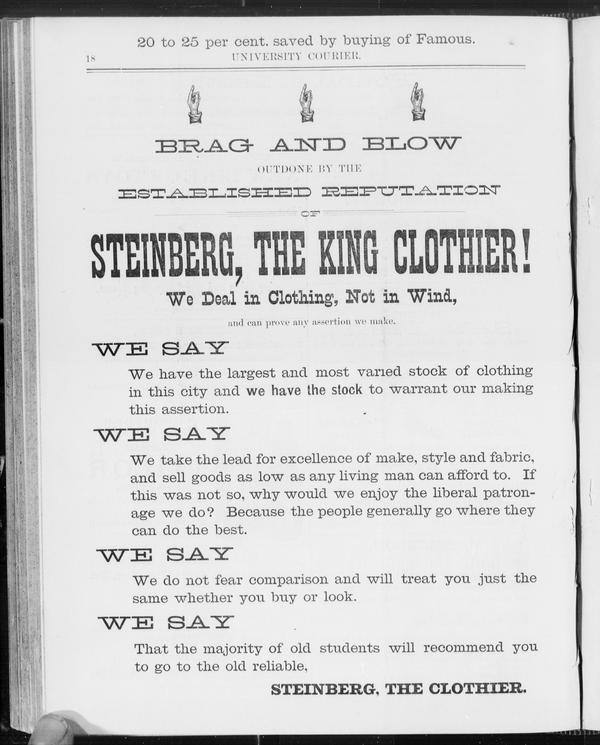 20 to 25 per cent. saved by buying of Famous.
18 UNIVERSITY COURIER.
BRAG AND BLOW
OUTDONE BY THE
ESTABLISHED REPUTATION
OF
STEINBERG, THE KING CLOTHIER!
We Deal in Clothing, Not in Wind,
and can prove any assertion we make.
WE SAY
We have the largest and most varied stock of clothing
in this city and we have the stock to warrant our making
this assertion.
WE SAY
We take the lead for excellence of make, style and fabric,
and sell goods as low as any living man can afford to. If
this was not so, why would we enjoy the liberal patron-
age we do? Because the people generally go where they
can do the best.
WE SAY
We do not fear comparison and will treat you just the
same whether you buy or look.
WE SAY
That the majority of old students will recommend you
to go to the old reliable,
STEINBERG, THE CLOTHIER.